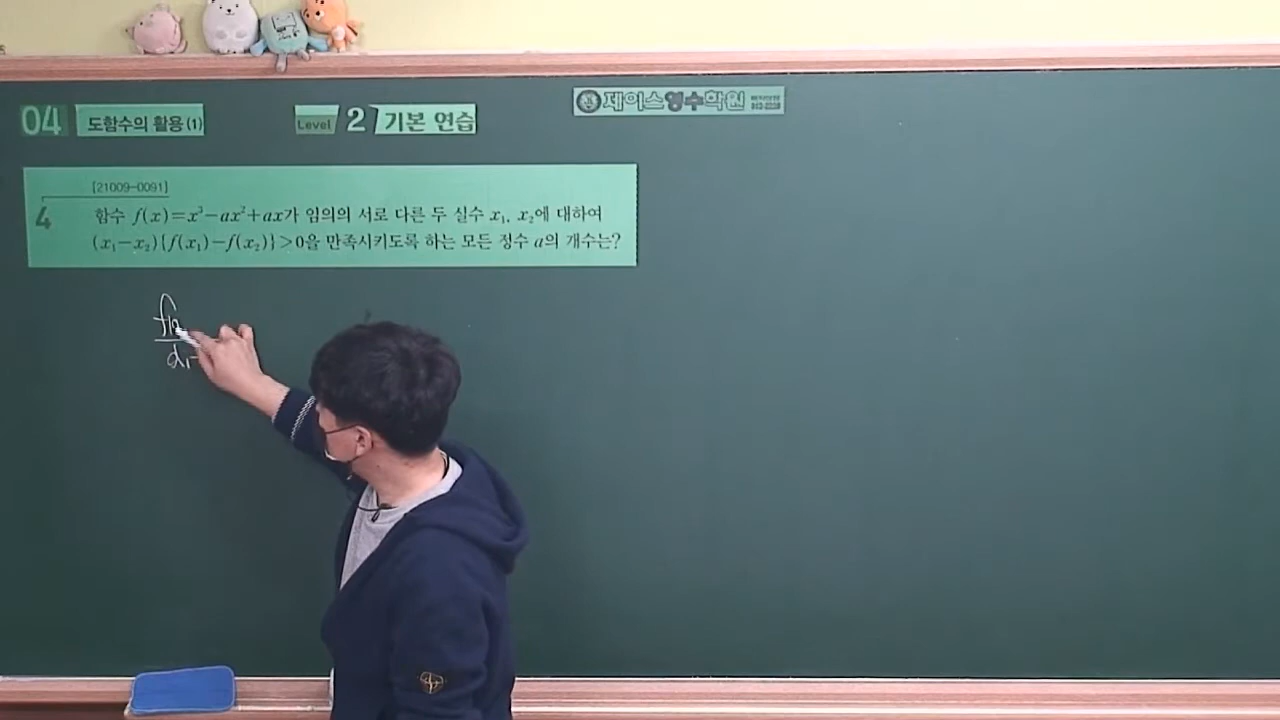 04 도함수의 활용(1)
Level 2 기본 연습
제이스영수학원
[21009-0091]
4 함수 f(x)=x³-ax²+ax가 임의의 서로 다른 두 실수 x₁, x₂에 대하여
(x₁-x₂){f(x₁)-f(x₂)}>0을 만족시키도록 하는 모든 정수 a의 개수는?